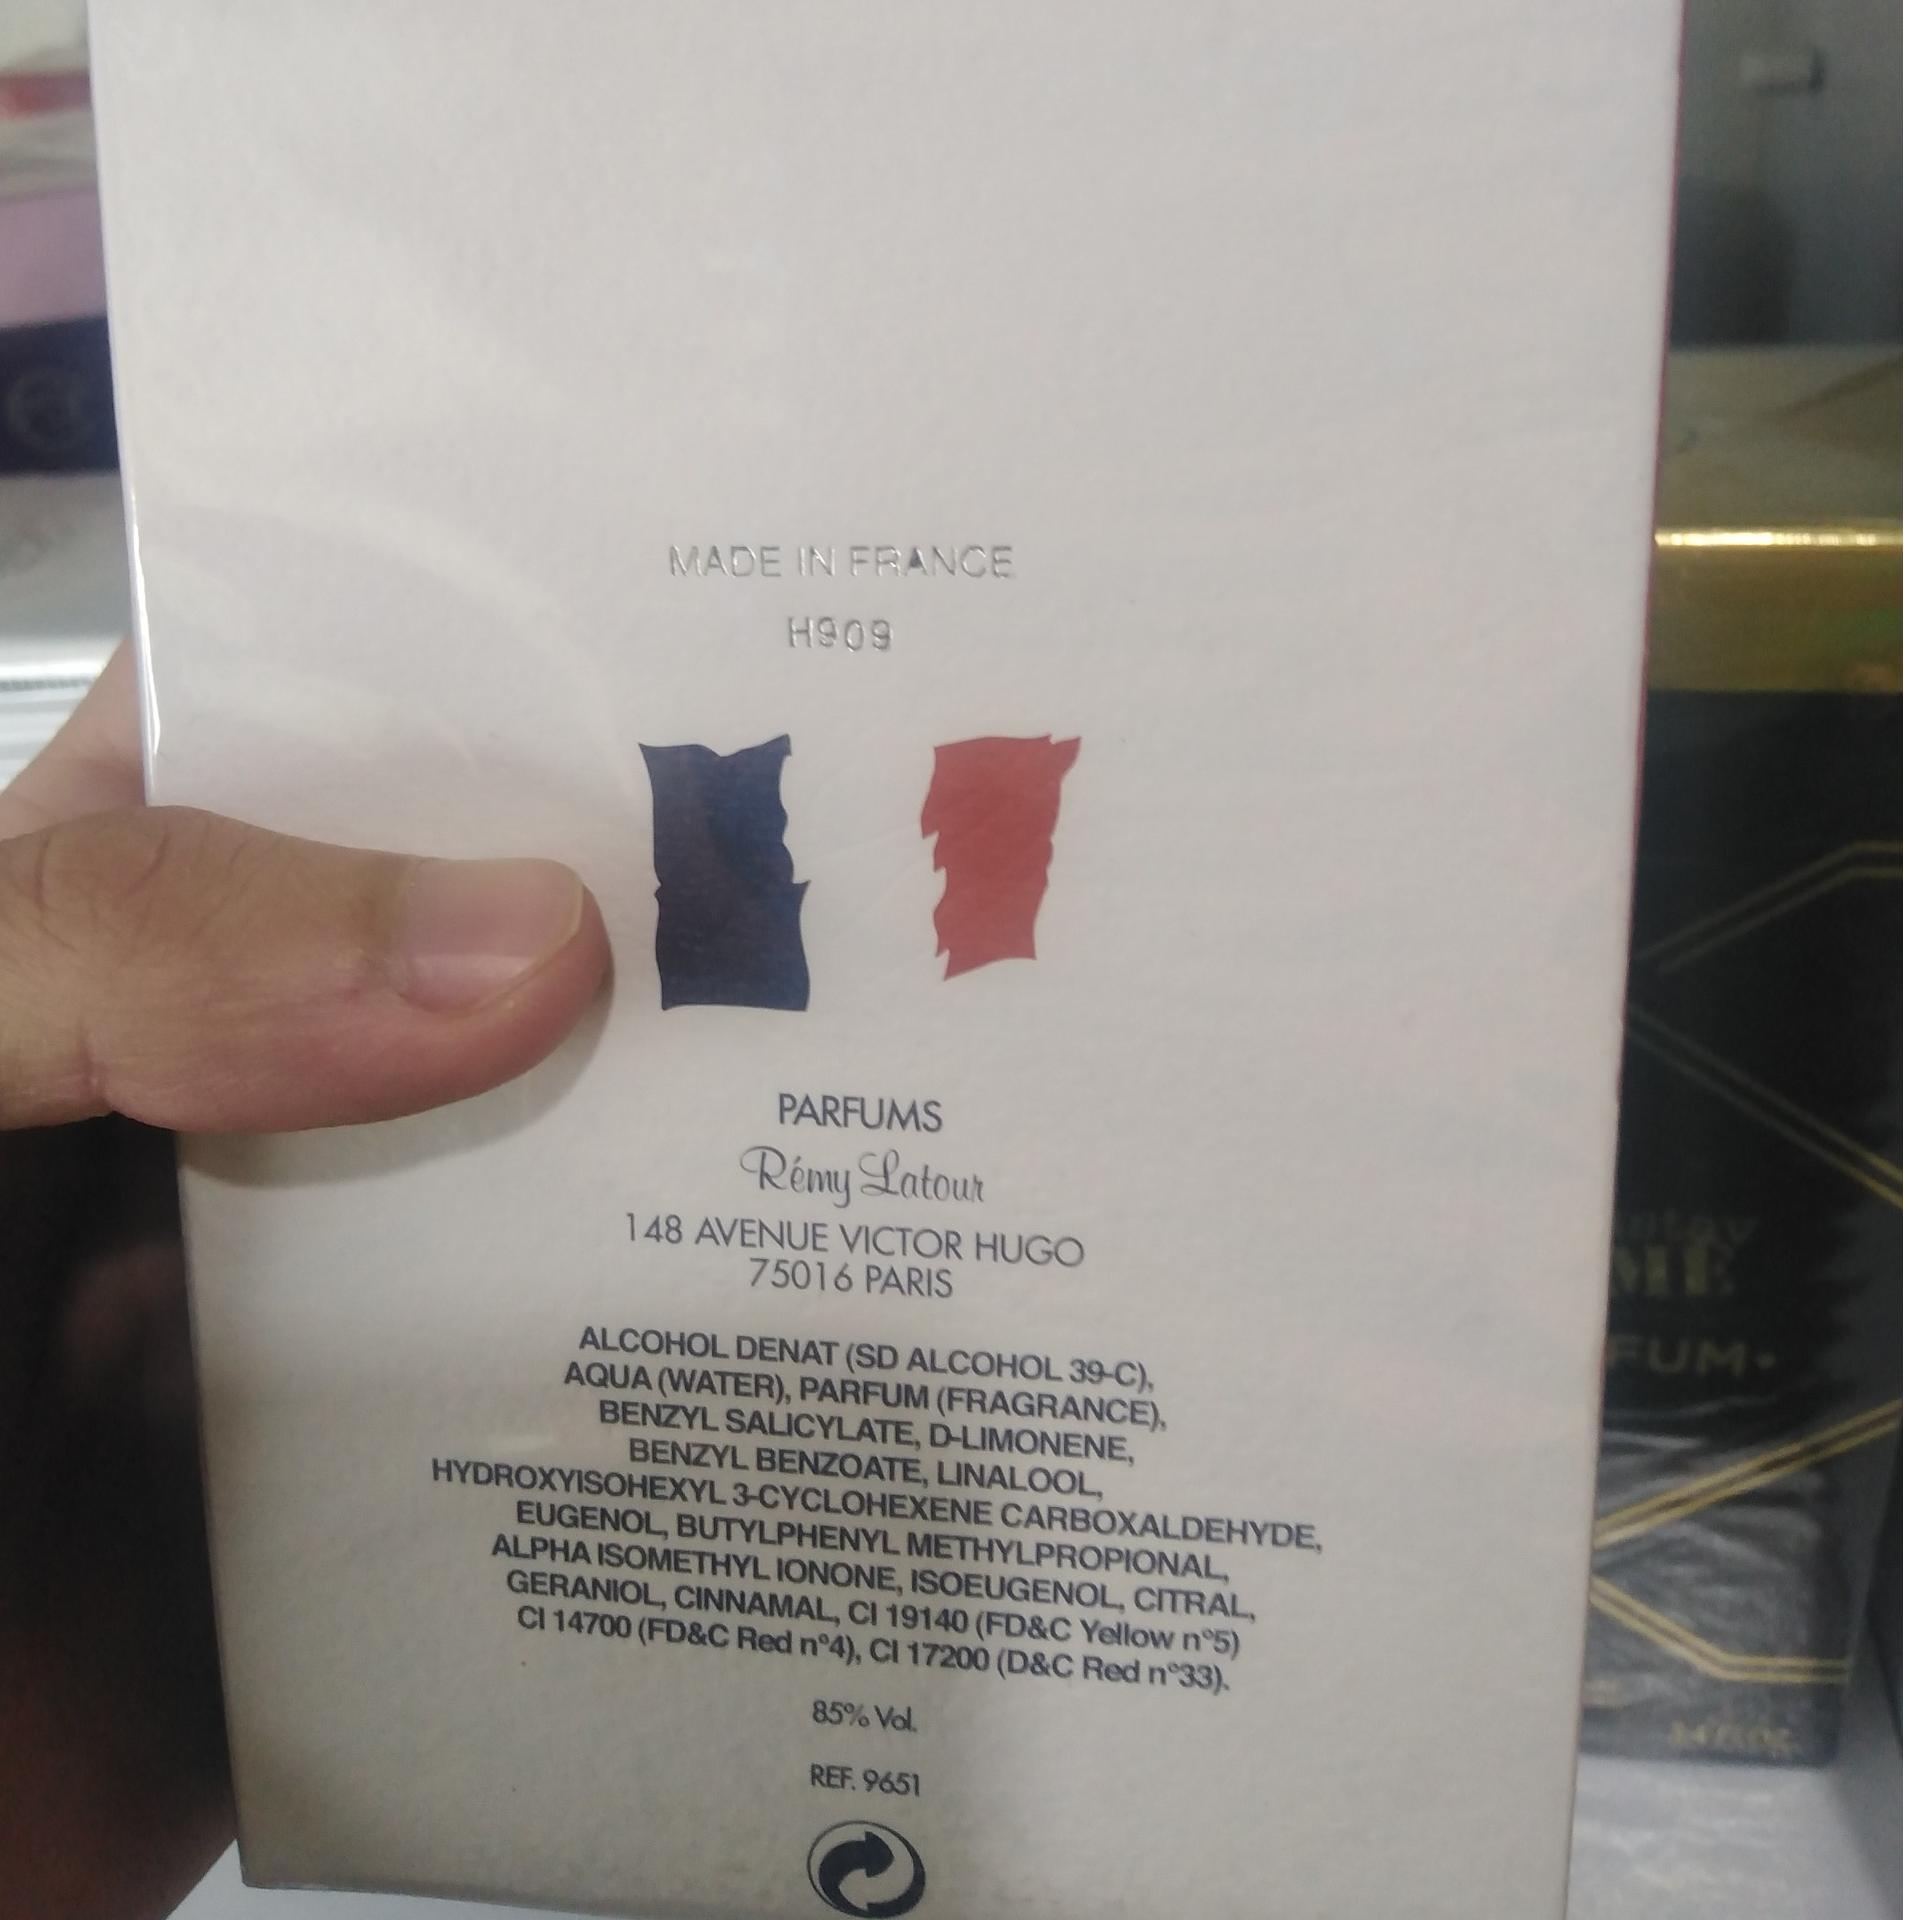 MADE IN FRANCE
H909
PARFUMS
Rémy Latour
148 AVENUE VICTOR HUGO
75016 PARIS
ALCOHOL DENAT (SD ALCOHOL 39-C),
AQUA (WATER), PARFUM (FRAGRANCE),
BENZYL SALICYLATE, D-LIMONENE,
BENZYL BENZOATE, LINALOOL,
HYDROXYISOHEXYL 3-CYCLOHEXENE CARBOXALDEHYDE,
EUGENOL, BUTYLPHENYL METHYLPROPIONAL,
ALPHA ISOMETHYL IONONE, ISOEUGENOL, CITRAL,
GERANIOL, CINNAMAL, CI 19140 (FD&C Yellow n°5)
CI 14700 (FD&C Red n°4), CI 17200 (D&C Red n°33).
85% Vol.
REF. 9651